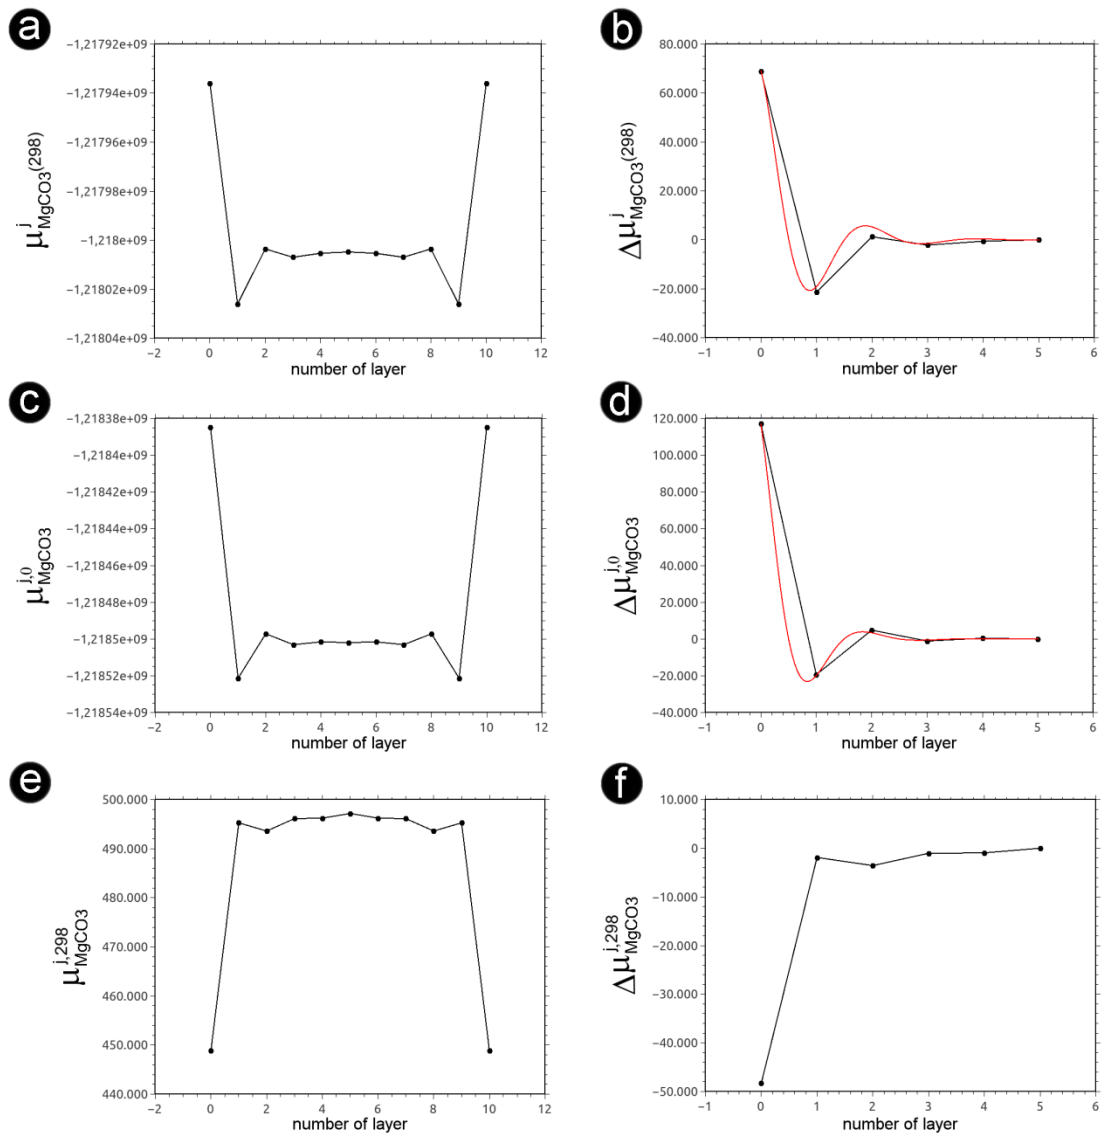 a
−1,21792e+09
−1,21794e+09
−1,21796e+09
−1,21798e+09
−1,218e+09
−1,21802e+09
−1,21804e+09
−2 0 2 4 6 8 10 12
number of layer
μ^j_MgCO3(298)
b
80.000
60.000
40.000
20.000
0
−20.000
−40.000
−1 0 1 2 3 4 5 6
number of layer
Δμ^j_MgCO3(298)
c
−1,21838e+09
−1,2184e+09
−1,21842e+09
−1,21844e+09
−1,21846e+09
−1,21848e+09
−1,2185e+09
−1,21852e+09
−1,21854e+09
−2 0 2 4 6 8 10 12
number of layer
μ^j,0_MgCO3
d
120.000
100.000
80.000
60.000
40.000
20.000
0
−20.000
−40.000
−1 0 1 2 3 4 5 6
number of layer
Δμ^j,0_MgCO3
e
500.000
490.000
480.000
470.000
460.000
450.000
440.000
−2 0 2 4 6 8 10 12
number of layer
μ^j,298_MgCO3
f
10.000
0
−10.000
−20.000
−30.000
−40.000
−50.000
−1 0 1 2 3 4 5 6
number of layer
Δμ^j,298_MgCO3